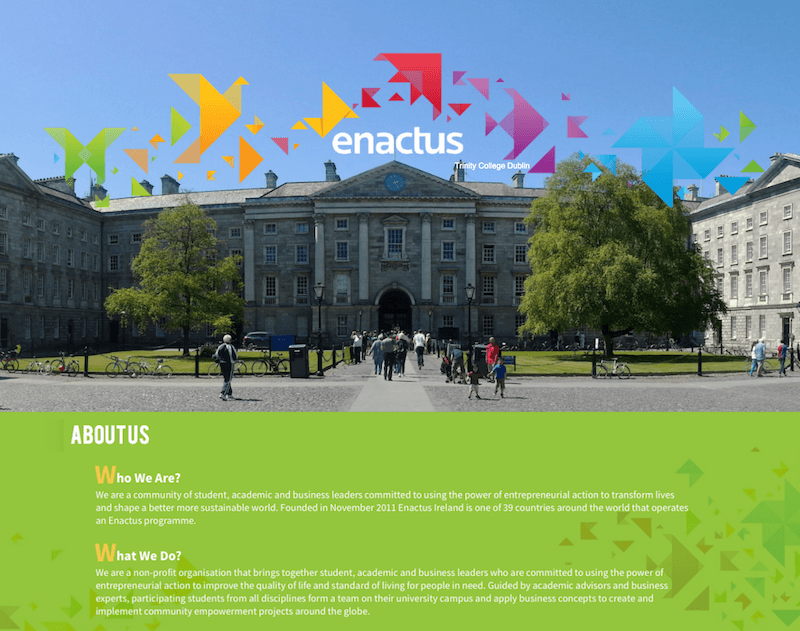 enactus
Trinity College Dublin
ABOUT US
Who We Are?
We are a community of student, academic and business leaders committed to using the power of entrepreneurial action to transform lives
and shape a better more sustainable world. Founded in November 2011 Enactus Ireland is one of 39 countries around the world that operates
an Enactus programme.
What We Do?
We are a non-profit organisation that brings together student, academic and business leaders who are committed to using the power of
entrepreneurial action to improve the quality of life and standard of living for people in need. Guided by academic advisors and business
experts, participating students from all disciplines form a team on their university campus and apply business concepts to create and
implement community empowerment projects around the globe.